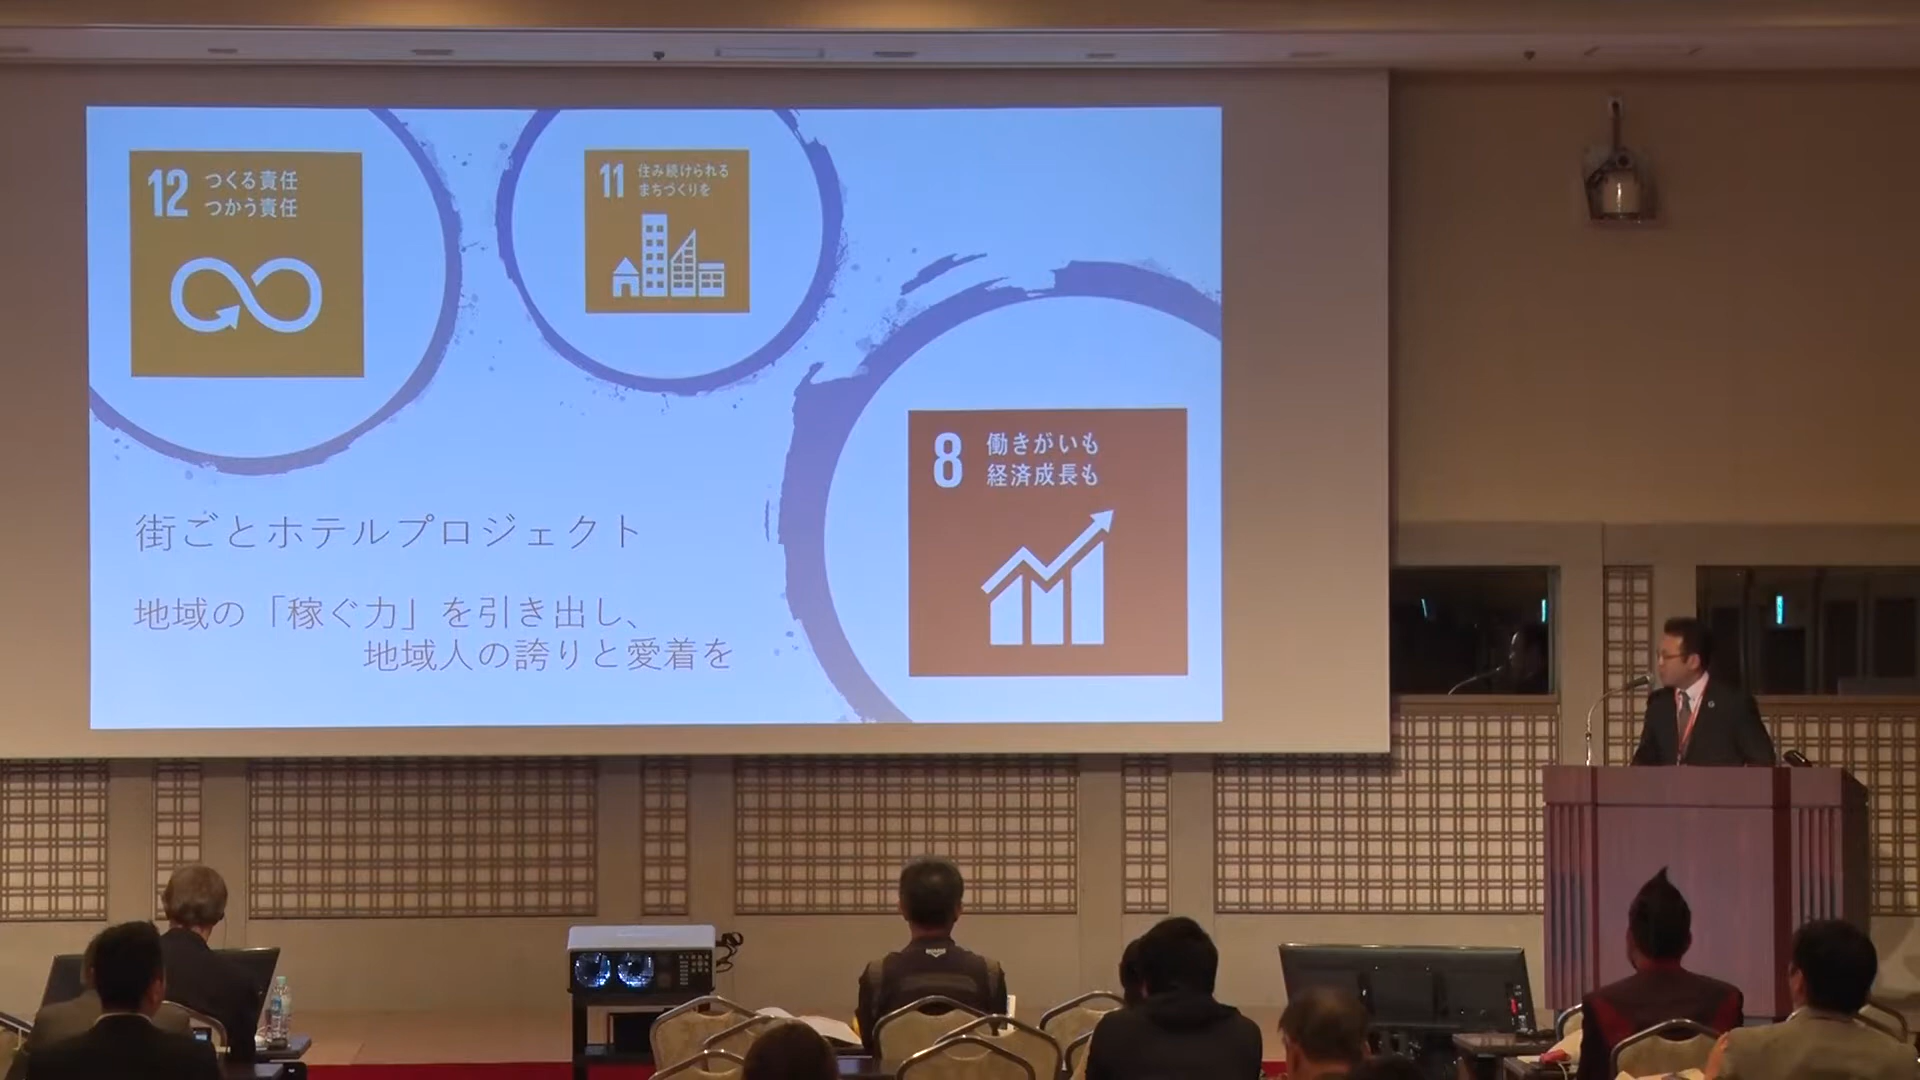 12 つくる責任
つかう責任
11 住み続けられる
まちづくりを
8 働きがいも
経済成長も
街ごとホテルプロジェクト
地域の「稼ぐ力」を引き出し、
地域人の誇りと愛着を